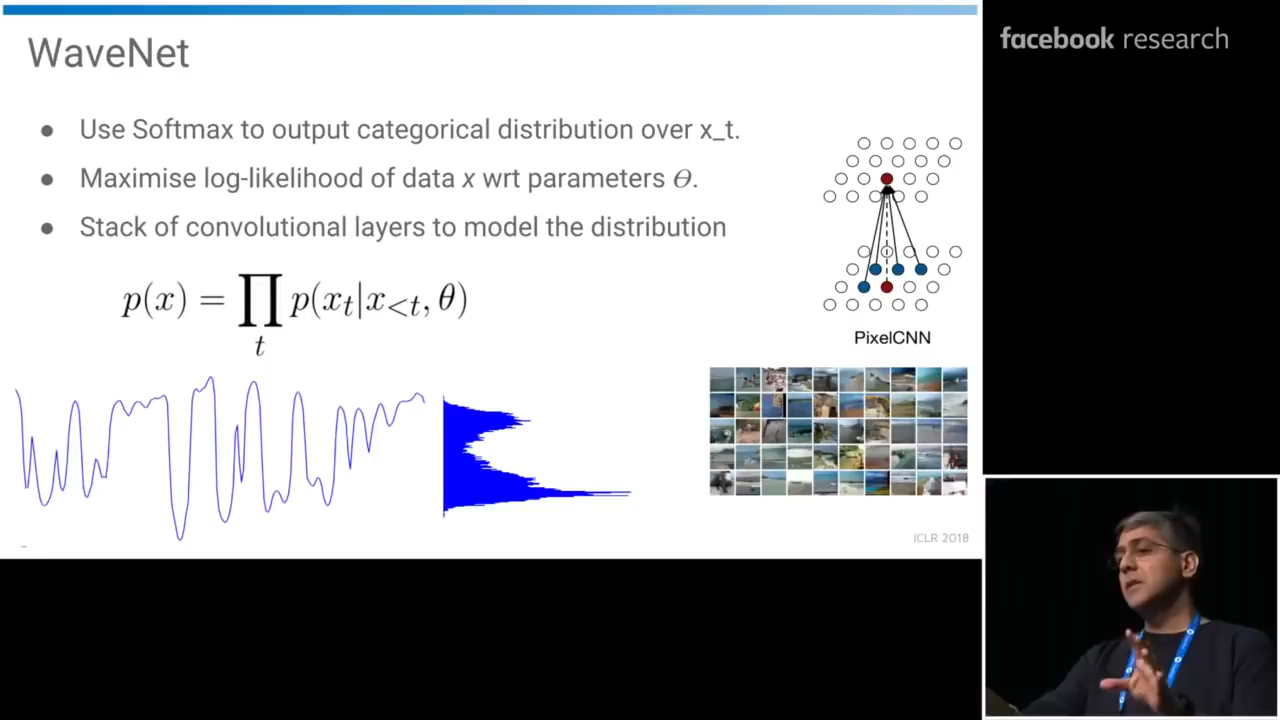 WaveNet
facebook research
● Use Softmax to output categorical distribution over x_t.
● Maximise log-likelihood of data x wrt parameters Θ.
● Stack of convolutional layers to model the distribution
p(x) = ∏ p(x_t|x_{<t}, θ)
t
PixelCNN
ICLR 2018